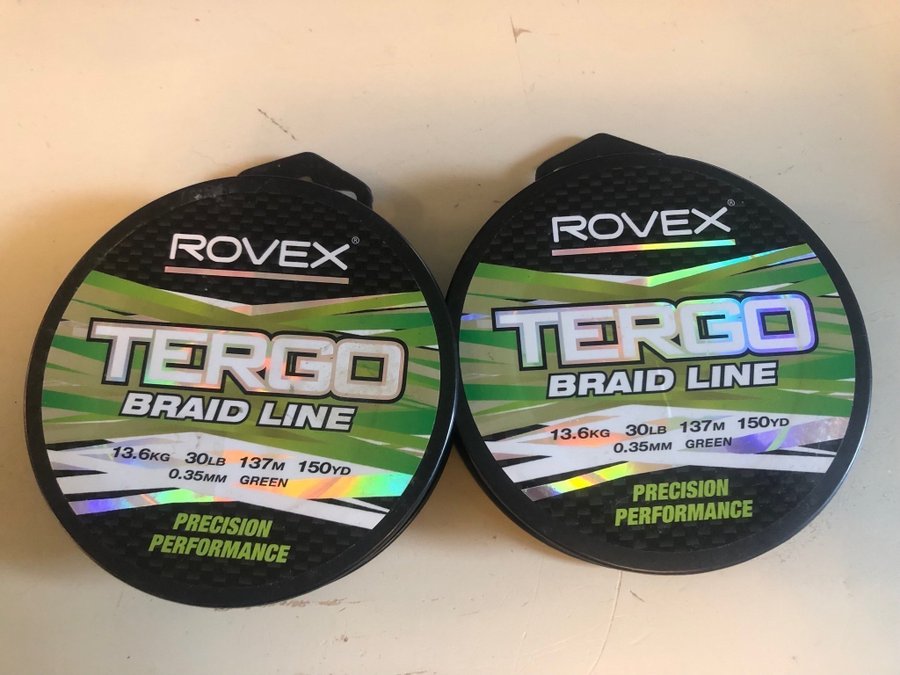 ROVEX®
TERGO
BRAID LINE
13.6KG 30LB 137M 150YD
0.35MM GREEN
PRECISION
PERFORMANCE
ROVEX®
TERGO
BRAID LINE
13.6KG 30LB 137M 150YD
0.35MM GREEN
PRECISION
PERFORMANCE